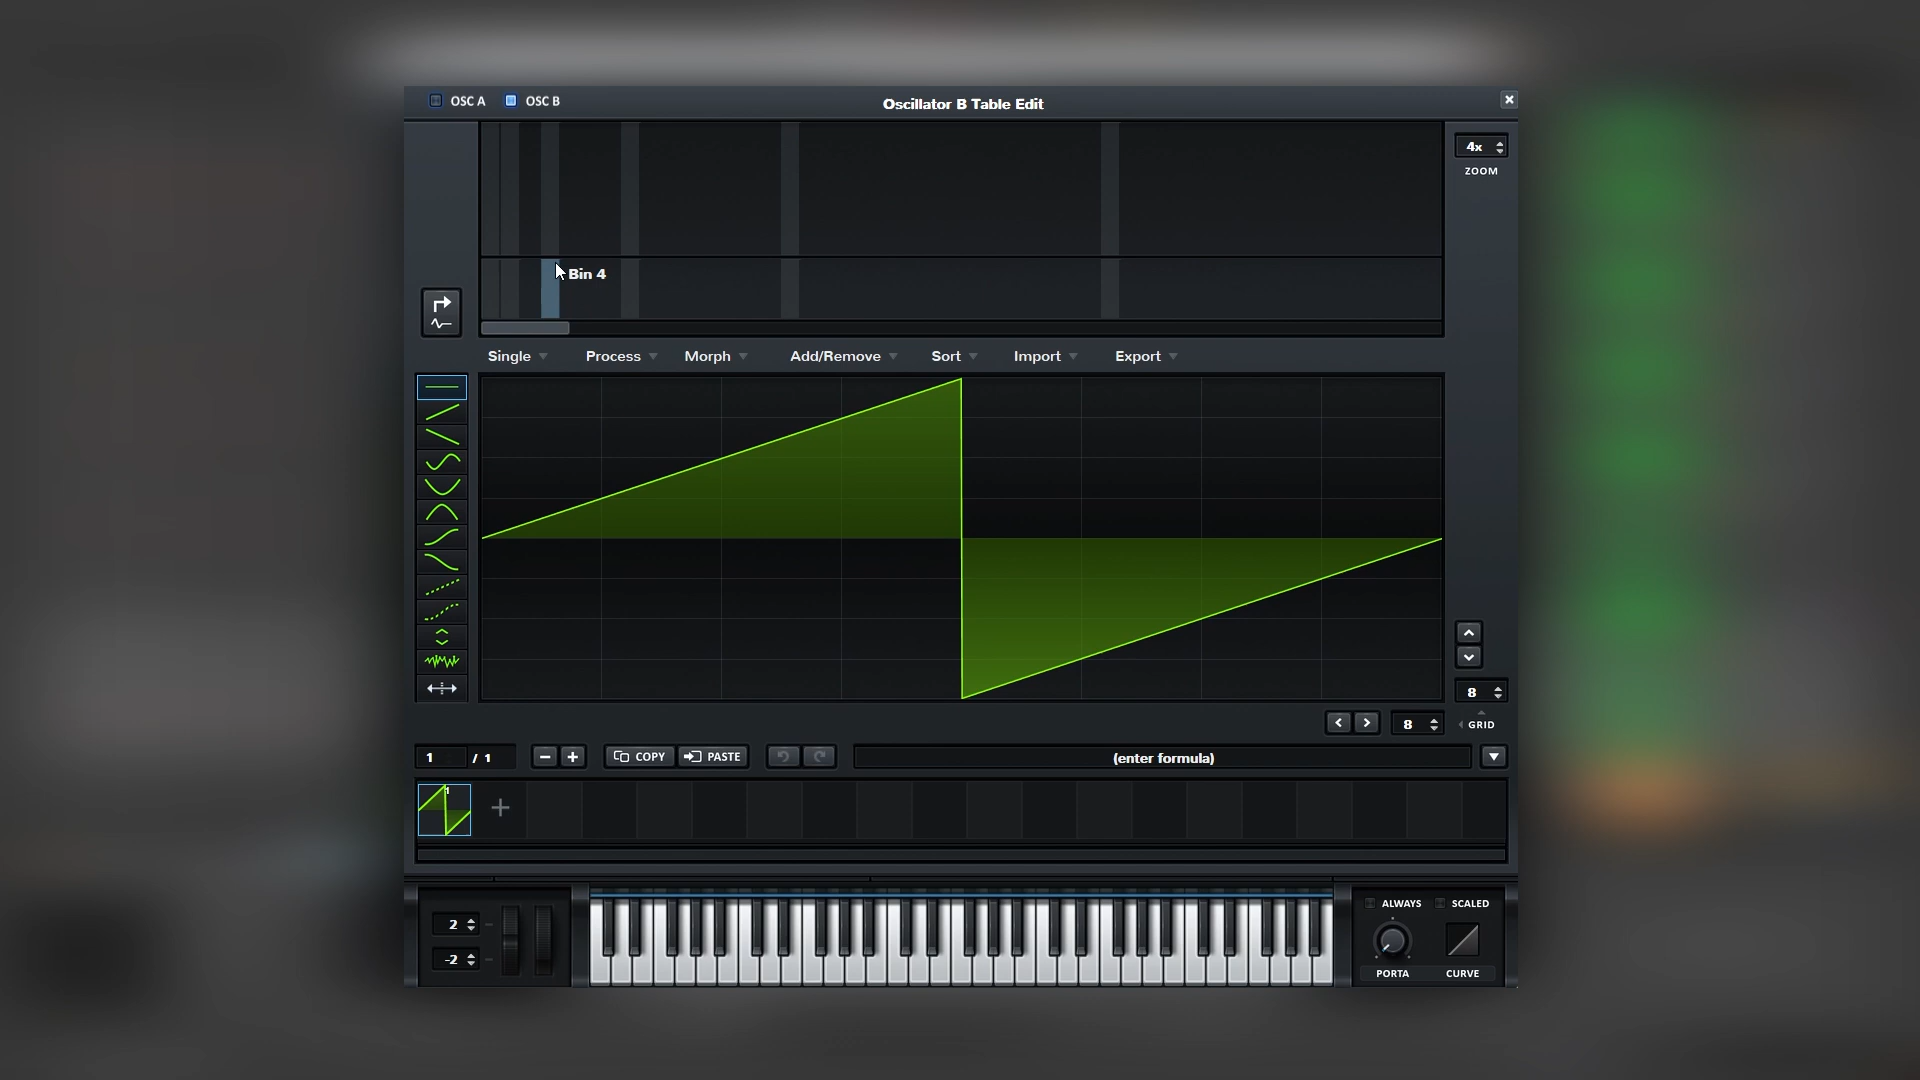 OSC A OSC B Oscillator B Table Edit
4x
ZOOM
Bin 4
Single Process Morph Add/Remove Sort Import Export
8
8 GRID
1 / 1 COPY PASTE (enter formula)
1
ALWAYS SCALED
2
-2
PORTA CURVE